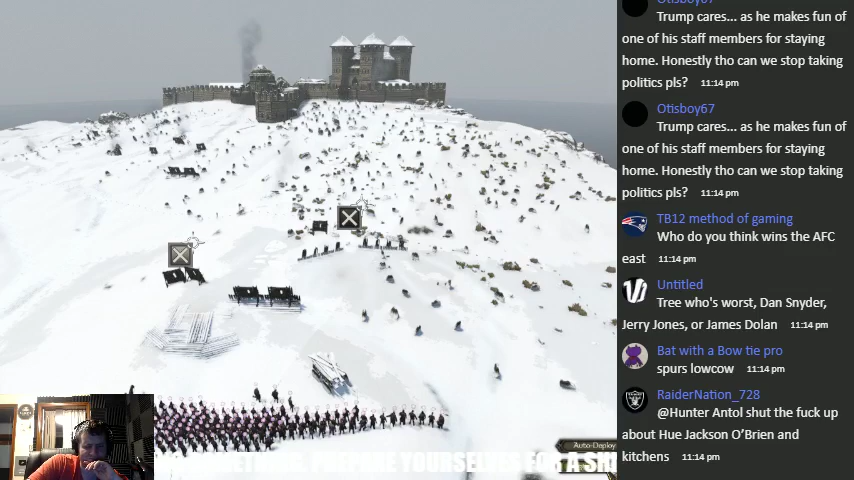 Otisboy67
Trump cares... as he makes fun of
one of his staff members for staying
home. Honestly tho can we stop taking
politics pls? 11:14 pm
Otisboy67
Trump cares... as he makes fun of
one of his staff members for staying
home. Honestly tho can we stop taking
politics pls? 11:14 pm
TB12 method of gaming
Who do you think wins the AFC
east 11:14 pm
Untitled
Tree who's worst, Dan Snyder,
Jerry Jones, or James Dolan 11:14 pm
Bat with a Bow tie pro
spurs lowcow 11:14 pm
RaiderNation_728
@Hunter Antol shut the fuck up
about Hue Jackson O'Brien and
kitchens 11:14 pm
Auto-Deploy
PREPARE YOURSELVES FOR A